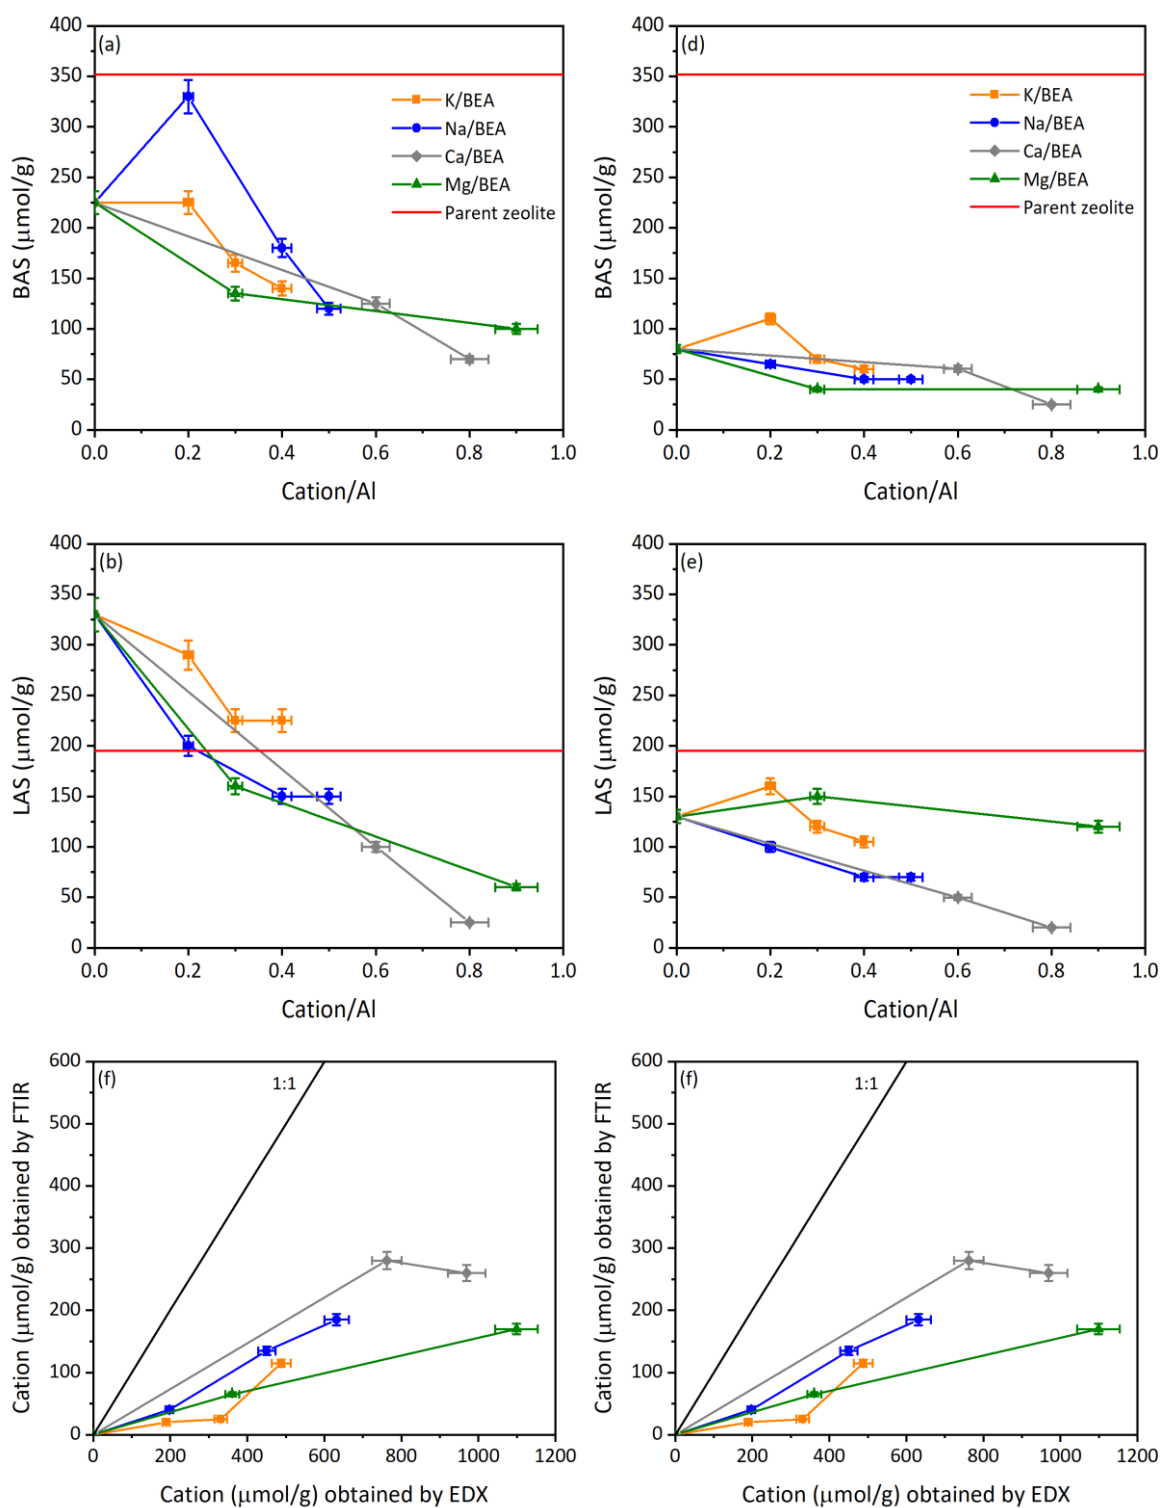 400
350
300
250
200
150
100
50
0
BAS (μmol/g)
(a)
K/BEA
Na/BEA
Ca/BEA
Mg/BEA
Parent zeolite
0.0 0.2 0.4 0.6 0.8 1.0
Cation/Al
400
350
300
250
200
150
100
50
0
BAS (μmol/g)
(d)
K/BEA
Na/BEA
Ca/BEA
Mg/BEA
Parent zeolite
0.0 0.2 0.4 0.6 0.8 1.0
Cation/Al
400
350
300
250
200
150
100
50
0
LAS (μmol/g)
(b)
0.0 0.2 0.4 0.6 0.8 1.0
Cation/Al
400
350
300
250
200
150
100
50
0
LAS (μmol/g)
(e)
0.0 0.2 0.4 0.6 0.8 1.0
Cation/Al
600
500
400
300
200
100
0
Cation (μmol/g) obtained by FTIR
(f)
1:1
0 200 400 600 800 1000 1200
Cation (μmol/g) obtained by EDX
600
500
400
300
200
100
0
Cation (μmol/g) obtained by FTIR
(f)
1:1
0 200 400 600 800 1000 1200
Cation (μmol/g) obtained by EDX